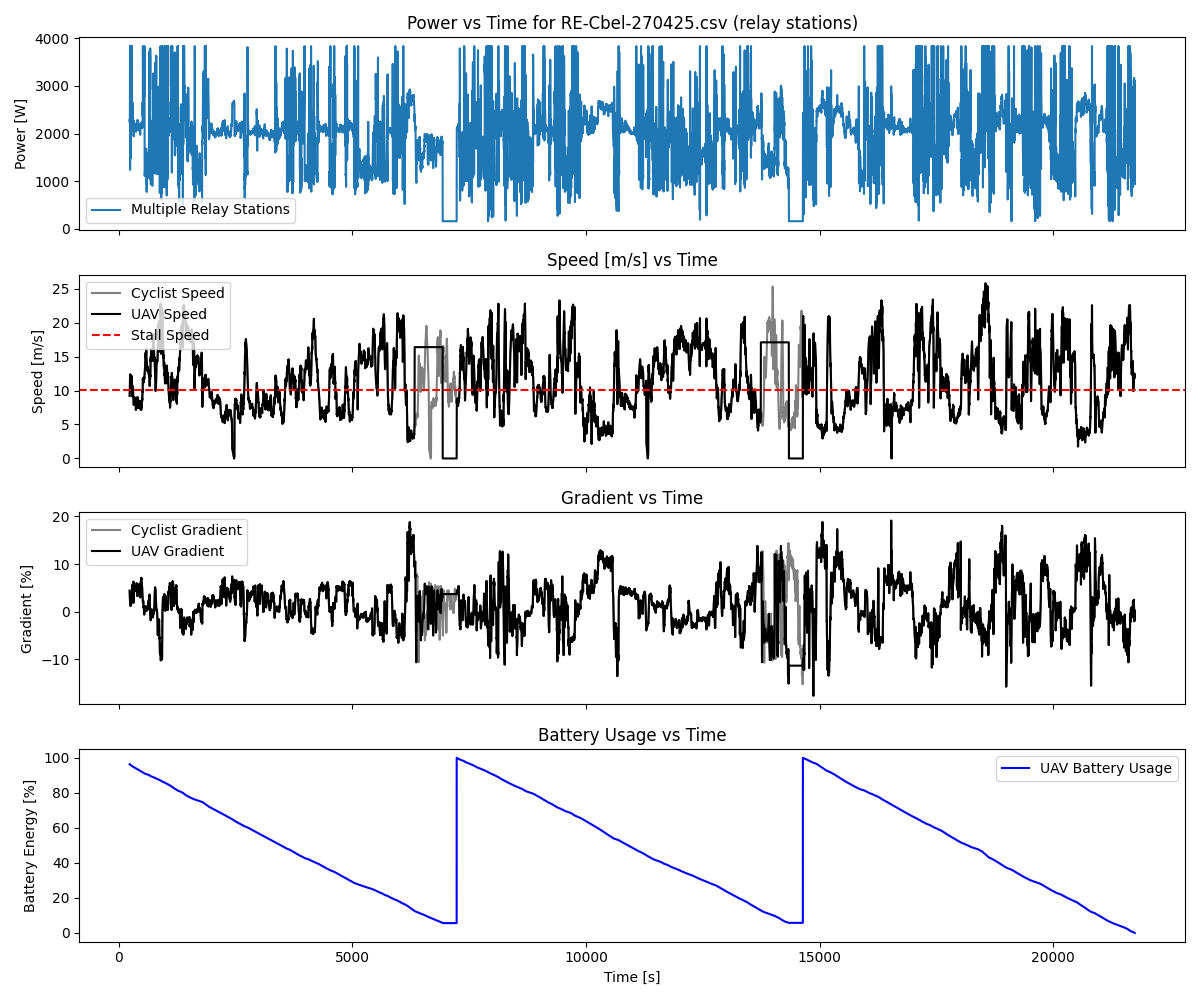 Power vs Time for RE-Cbel-270425.csv (relay stations)
4000
3000
2000
1000
0
Power [W]
Multiple Relay Stations
Speed [m/s] vs Time
25
20
15
10
5
0
Speed [m/s]
Cyclist Speed
UAV Speed
Stall Speed
Gradient vs Time
20
10
0
−10
Gradient [%]
Cyclist Gradient
UAV Gradient
Battery Usage vs Time
100
80
60
40
20
0
Battery Energy [%]
UAV Battery Usage
0 5000 10000 15000 20000
Time [s]